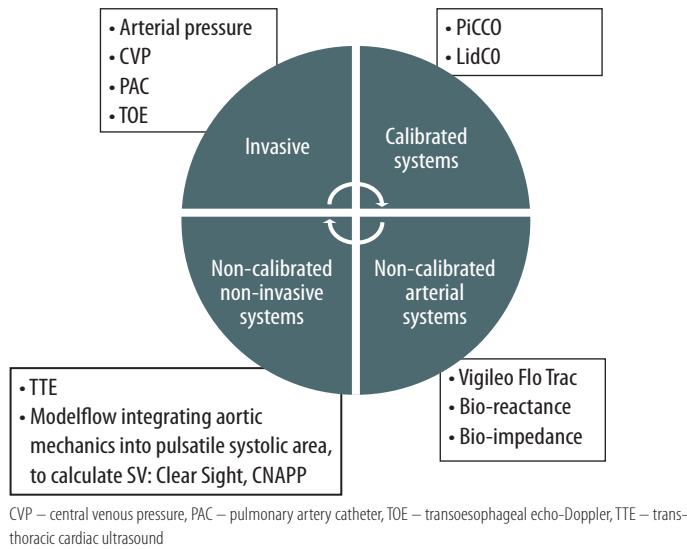 • Arterial pressure
• CVP
• PAC
• TOE
• PiCCO
• LidC0
Invasive
Calibrated
systems
Non-calibrated
non-invasive
systems
Non-calibrated
arterial
systems
• TTE
• Modelflow integrating aortic
mechanics into pulsatile systolic area,
to calculate SV: Clear Sight, CNAPP
• Vigileo Flo Trac
• Bio-reactance
• Bio-impedance
CVP – central venous pressure, PAC – pulmonary artery catheter, TOE – transoesophageal echo-Doppler, TTE – trans-
thoracic cardiac ultrasound